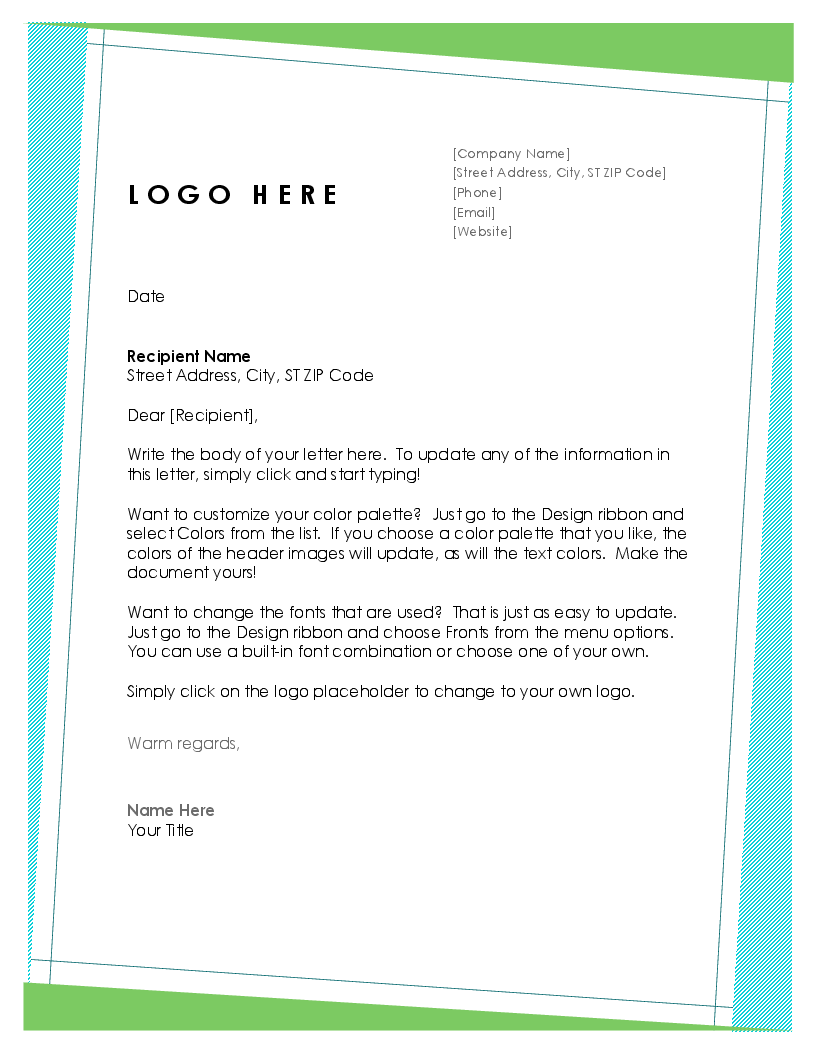 LOGO HERE
[Company Name]
[Street Address, City, ST ZIP Code]
[Phone]
[Email]
[Website]
Date
Recipient Name
Street Address, City, ST ZIP Code
Dear [Recipient],
Write the body of your letter here.  To update any of the information in
this letter, simply click and start typing!
Want to customize your color palette?  Just go to the Design ribbon and
select Colors from the list.  If you choose a color palette that you like, the
colors of the header images will update, as will the text colors.  Make the
document yours!
Want to change the fonts that are used?  That is just as easy to update.
Just go to the Design ribbon and choose Fronts from the menu options.
You can use a built-in font combination or choose one of your own.
Simply click on the logo placeholder to change to your own logo.
Warm regards,
Name Here
Your Title